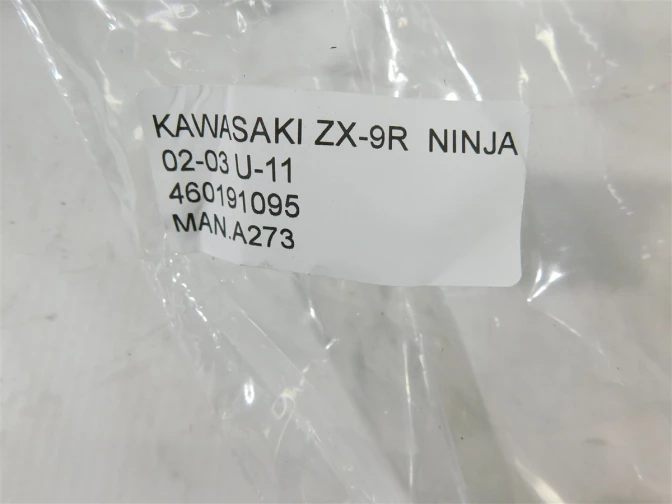 KAWASAKI ZX-9R NINJA
02-03 U-11
460191095
MAN.A273